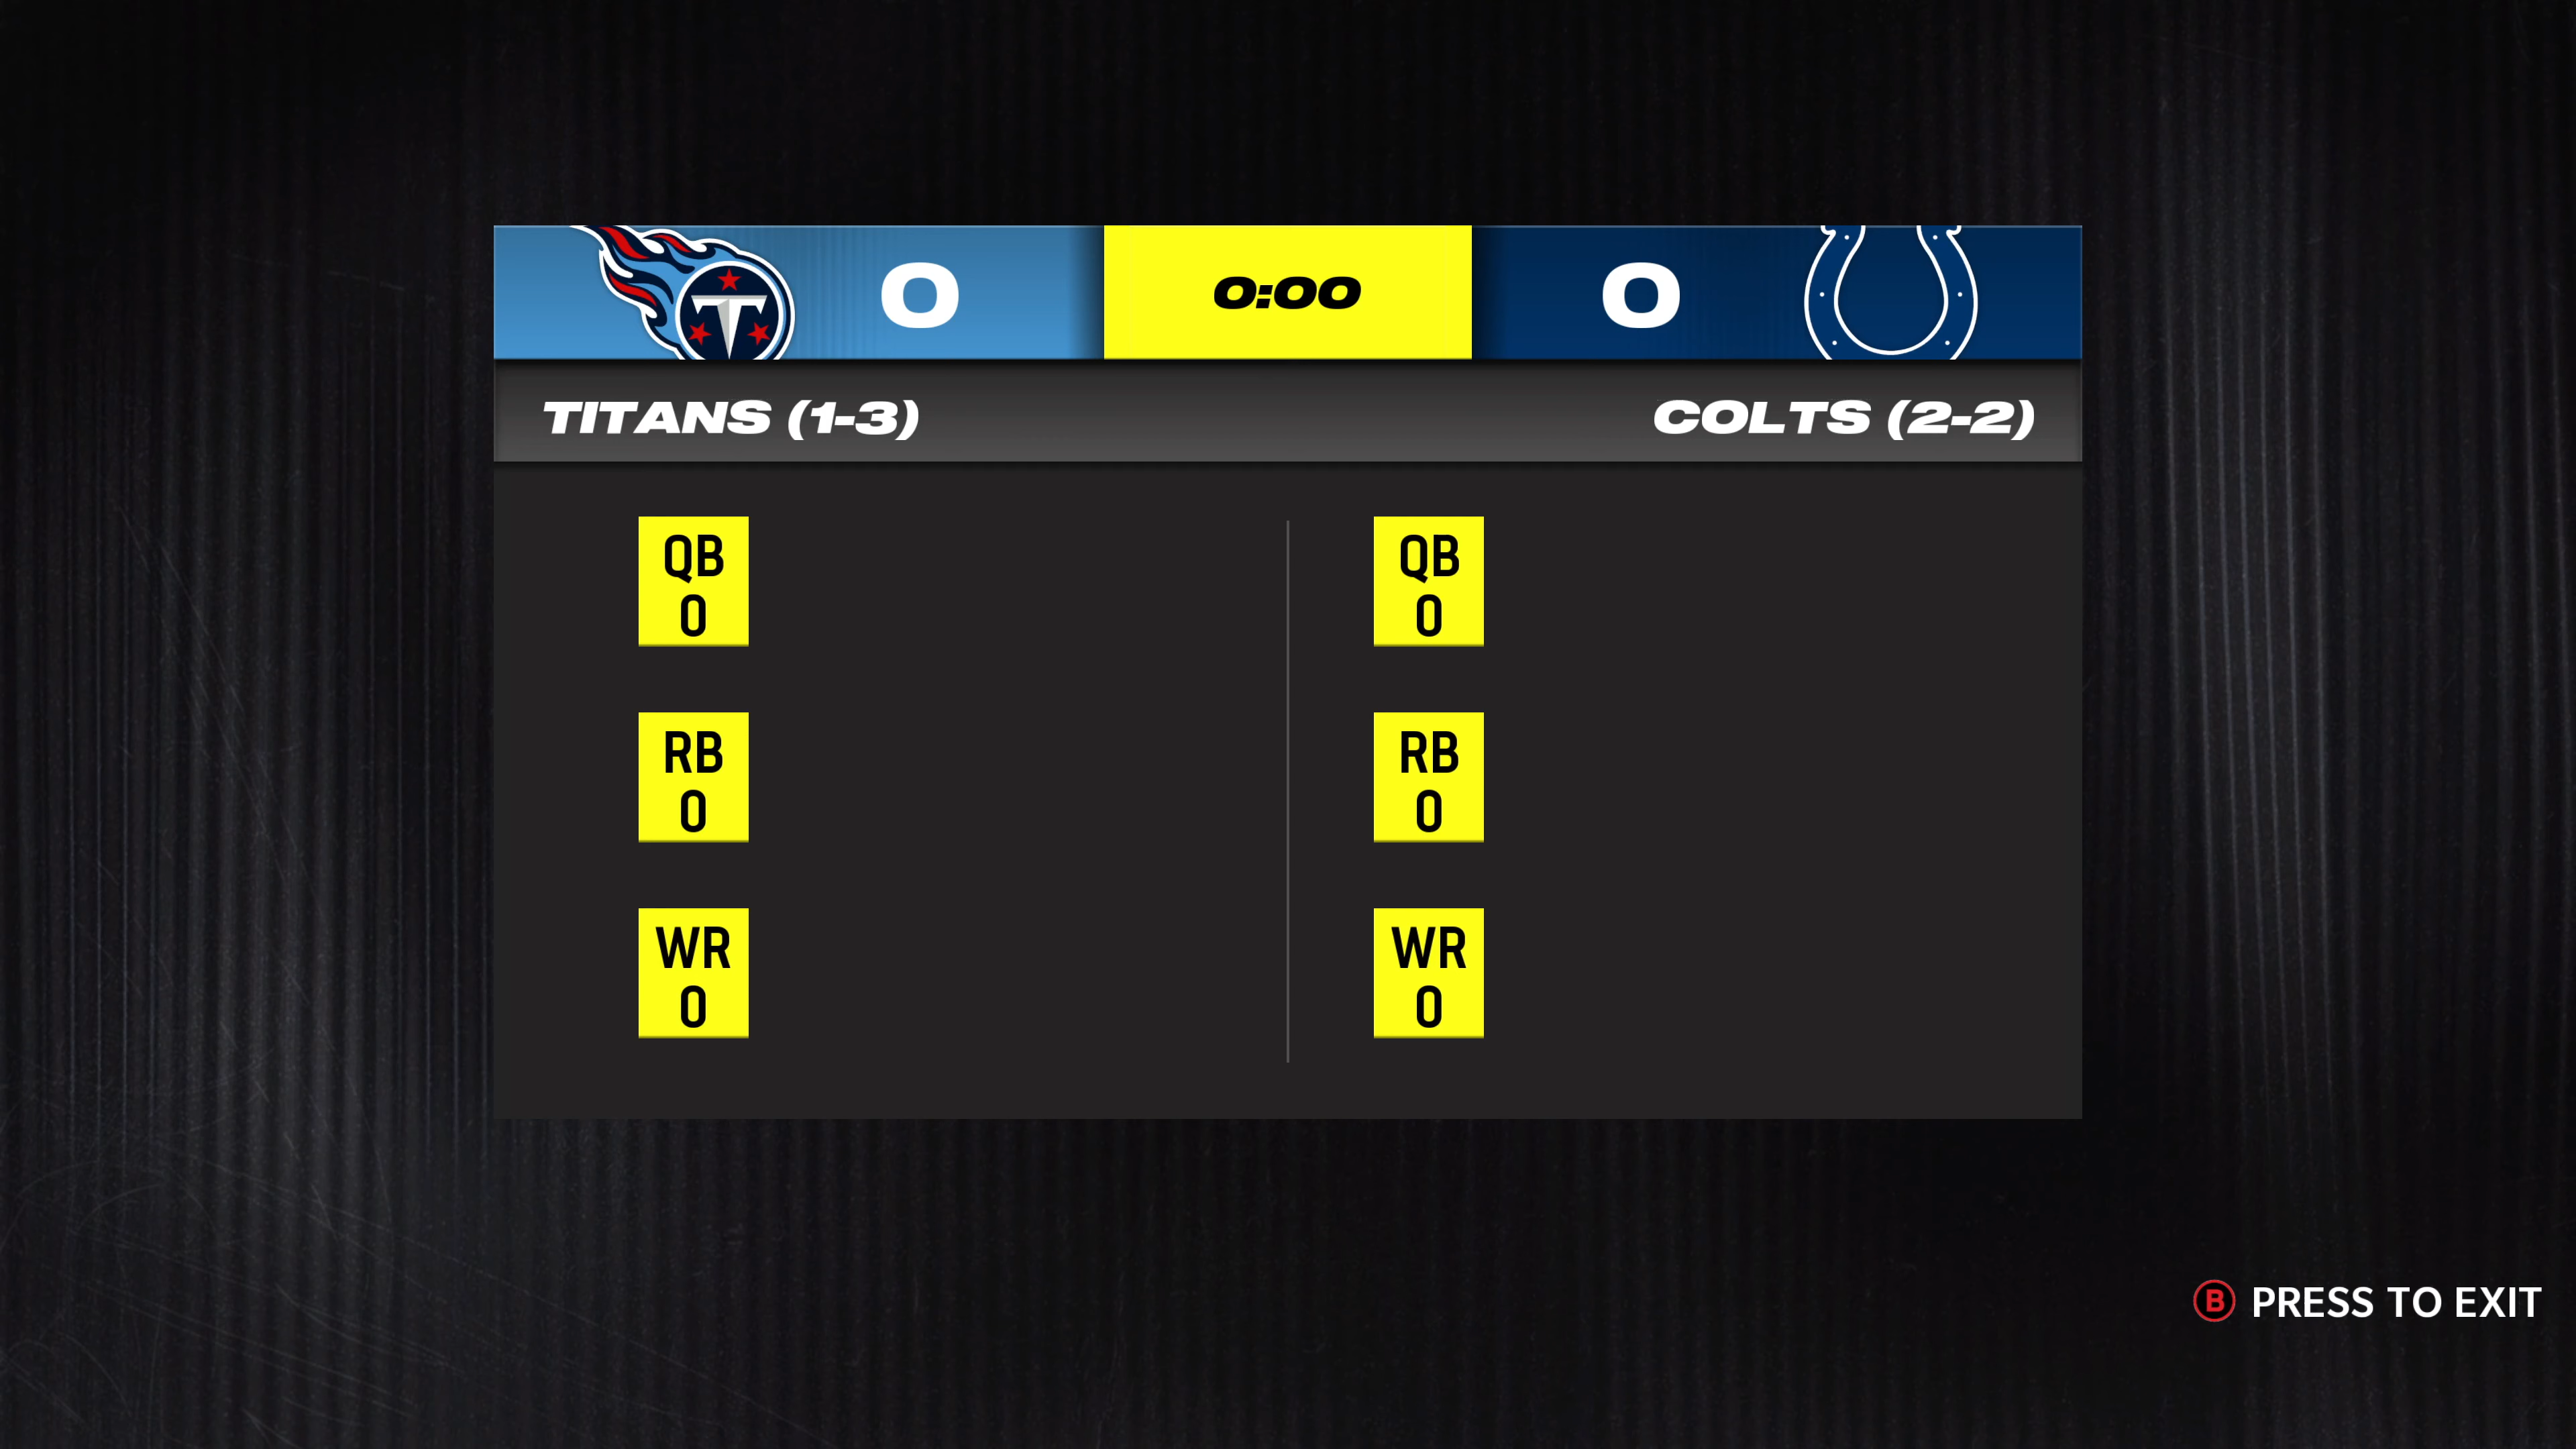 0
0:00
0
TITANS (1-3)
COLTS (2-2)
QB
0
RB
0
WR
0
QB
0
RB
0
WR
0
B PRESS TO EXIT